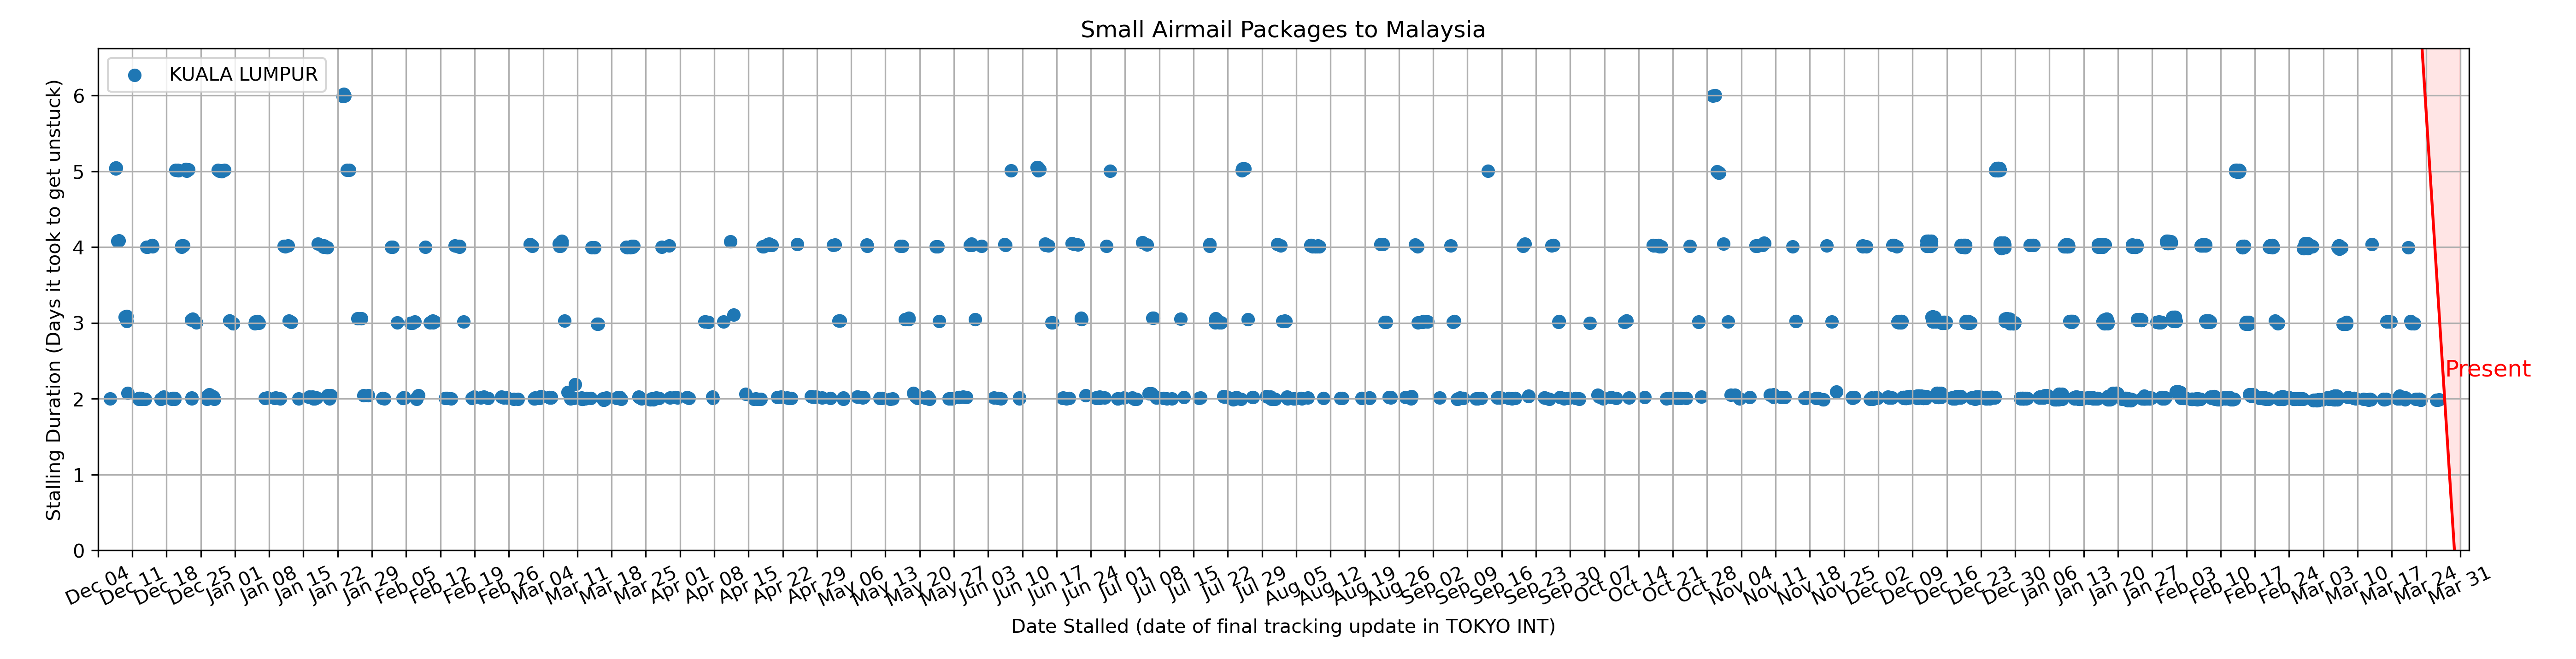 Small Airmail Packages to Malaysia
KUALA LUMPUR
Stalling Duration (Days it took to get unstuck)
6
5
4
3
2
1
0
Present
Dec 04 Dec 11 Dec 18 Dec 25 Jan 01 Jan 08 Jan 15 Jan 22 Jan 29 Feb 05 Feb 12 Feb 19 Feb 26 Mar 04 Mar 11 Mar 18 Mar 25 Apr 01 Apr 08 Apr 15 Apr 22 Apr 29 May 06 May 13 May 20 May 27 Jun 03 Jun 10 Jun 17 Jun 24 Jul 01 Jul 08 Jul 15 Jul 22 Jul 29 Aug 05 Aug 12 Aug 19 Aug 26 Sep 02 Sep 09 Sep 16 Sep 23 Sep 30 Oct 07 Oct 14 Oct 21 Oct 28 Nov 04 Nov 11 Nov 18 Nov 25 Dec 02 Dec 09 Dec 16 Dec 23 Dec 30 Jan 06 Jan 13 Jan 20 Jan 27 Feb 03 Feb 10 Feb 17 Feb 24 Mar 03 Mar 10 Mar 17 Mar 24 Mar 31
Date Stalled (date of final tracking update in TOKYO INT)